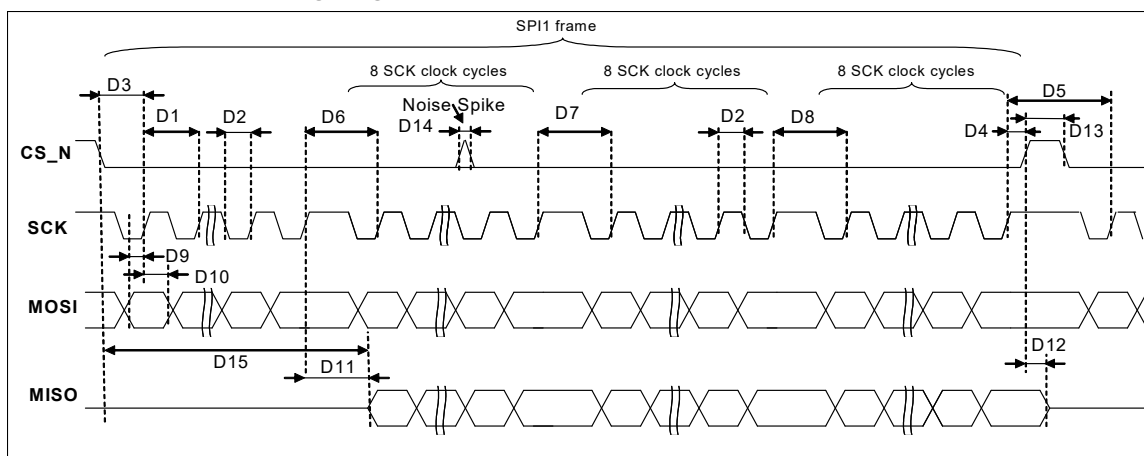 SPI1 frame
8 SCK clock cycles 8 SCK clock cycles 8 SCK clock cycles
D3 D5
Noise Spike
D1 D2 D6 D14 D7 D2 D8 D4 D13
CS_N
SCK
D9
D10
MOSI
D15 D11 D12
MISO